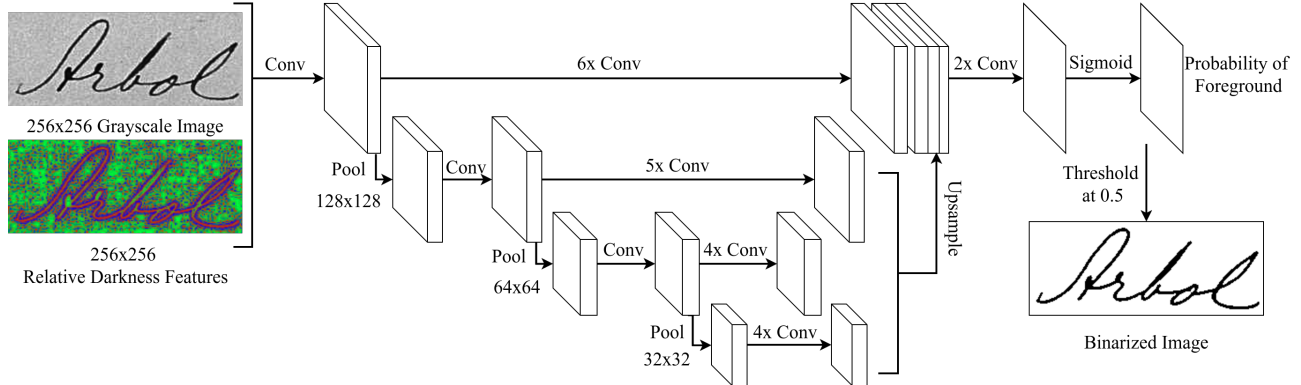 Arbol
256x256 Grayscale Image
Arbol
256x256
Relative Darkness Features
Conv
6x Conv
2x Conv
Sigmoid
Probability of
Foreground
Pool
128x128
Conv
5x Conv
Upsample
Threshold
at 0.5
Pool
64x64
Conv
4x Conv
Pool
32x32
4x Conv
Arbol
Binarized Image